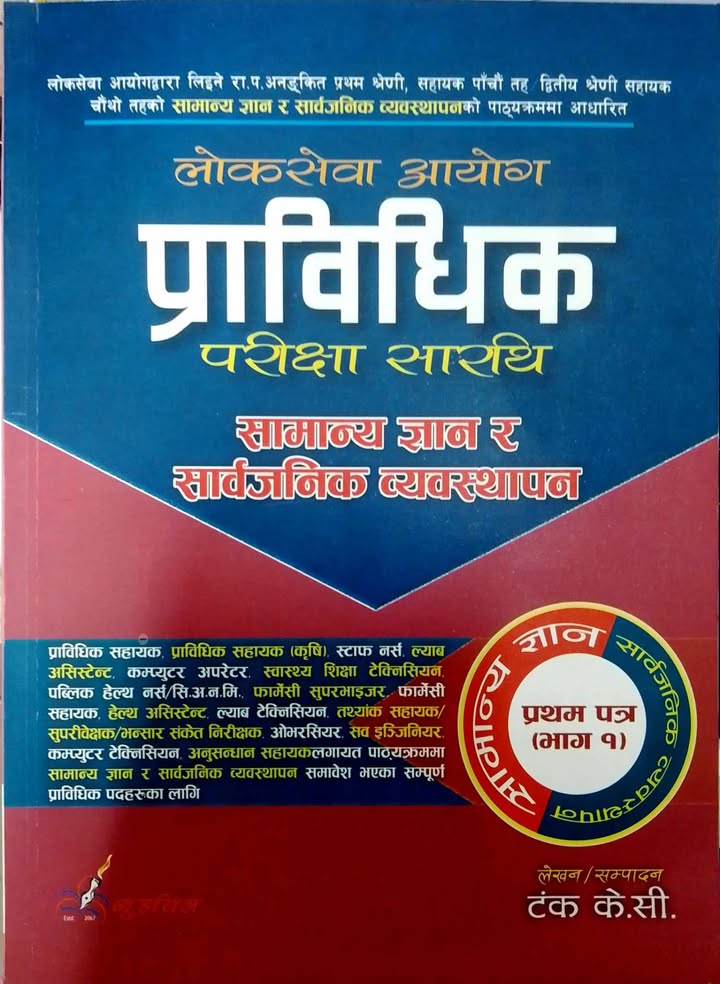 लोकसेवा आयोगद्वारा लिइने रा.प.अनङ्कित प्रथम श्रेणी, सहायक पाँचौं तह/द्वितीय श्रेणी सहायक
चौथो तहको सामान्य ज्ञान र सार्वजनिक व्यवस्थापनको पाठ्यक्रममा आधारित
लोकसेवा आयोग
प्राविधिक
परीक्षा सारथि
सामान्य ज्ञान र
सार्वजनिक व्यवस्थापन
प्राविधिक सहायक, प्राविधिक सहायक (कृषि), स्टाफ नर्स, ल्याब
असिस्टेन्ट, कम्प्युटर अपरेटर, स्वास्थ्य शिक्षा टेक्निसियन,
पब्लिक हेल्थ नर्स/सि.अ.न.मि., फार्मेसी सुपरभाइजर, फार्मेसी
सहायक, हेल्थ असिस्टेन्ट, ल्याब टेक्निसियन, तथ्यांक सहायक/
सुपरीवेक्षक/भन्सार संकेत निरीक्षक, ओभरसियर, सव इञ्जिनियर,
कम्प्युटर टेक्निसियन, अनुसन्धान सहायकलगायत पाठ्यक्रममा
सामान्य ज्ञान र सार्वजनिक व्यवस्थापन समावेश भएका सम्पूर्ण
प्राविधिक पदहरूका लागि
सामान्य ज्ञान
सार्वजनिक व्यवस्थापन
प्रथम पत्र
(भाग १)
लेखन/सम्पादन
टंक के.सी.
Estd. 2067